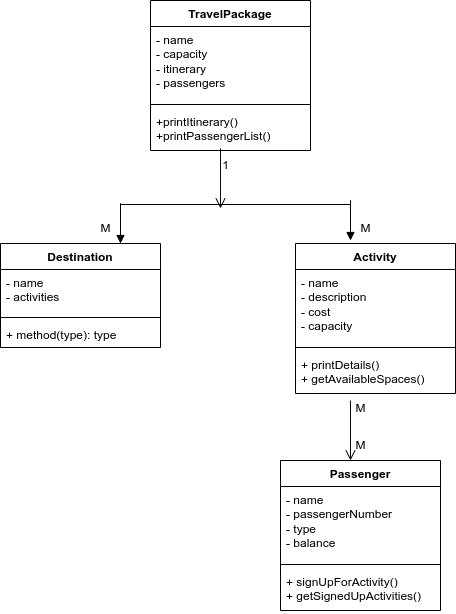 TravelPackage
- name
- capacity
- itinerary
- passengers
+printItinerary()
+printPassengerList()
1
M
M
Destination
- name
- activities
+ method(type): type
Activity
- name
- description
- cost
- capacity
+ printDetails()
+ getAvailableSpaces()
M
M
Passenger
- name
- passengerNumber
- type
- balance
+ signUpForActivity()
+ getSignedUpActivities()